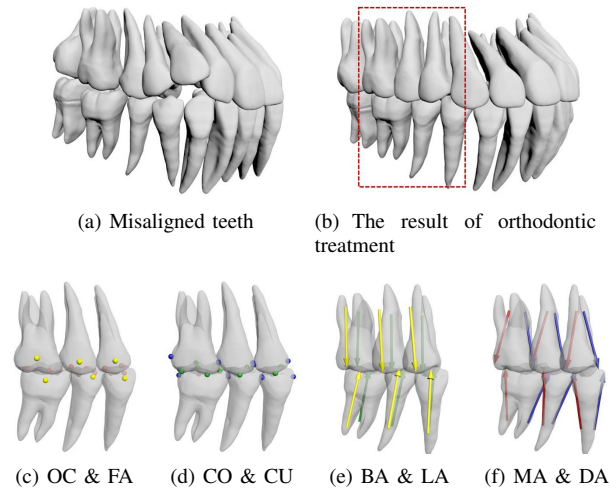 (a) Misaligned teeth
(b) The result of orthodontic
treatment
(c) OC & FA
(d) CO & CU
(e) BA & LA
(f) MA & DA